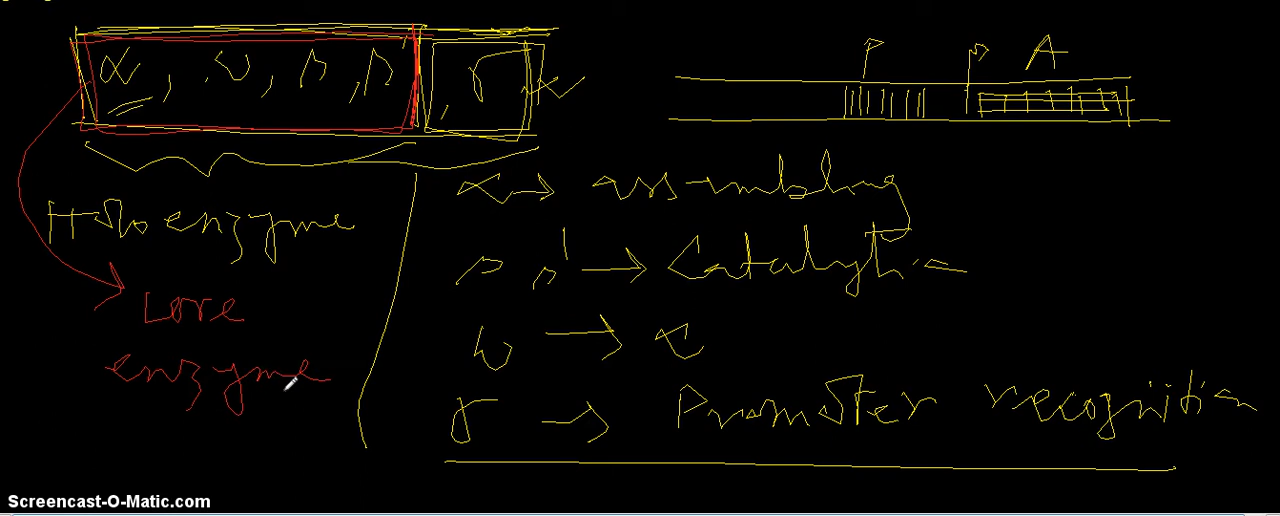 α, ω, β, β, σ
P P A
Holoenzyme
Core
enzyme
α → assembling
β β' → Catalytic
ω → x
σ → Promoter recognition
Screencast-O-Matic.com